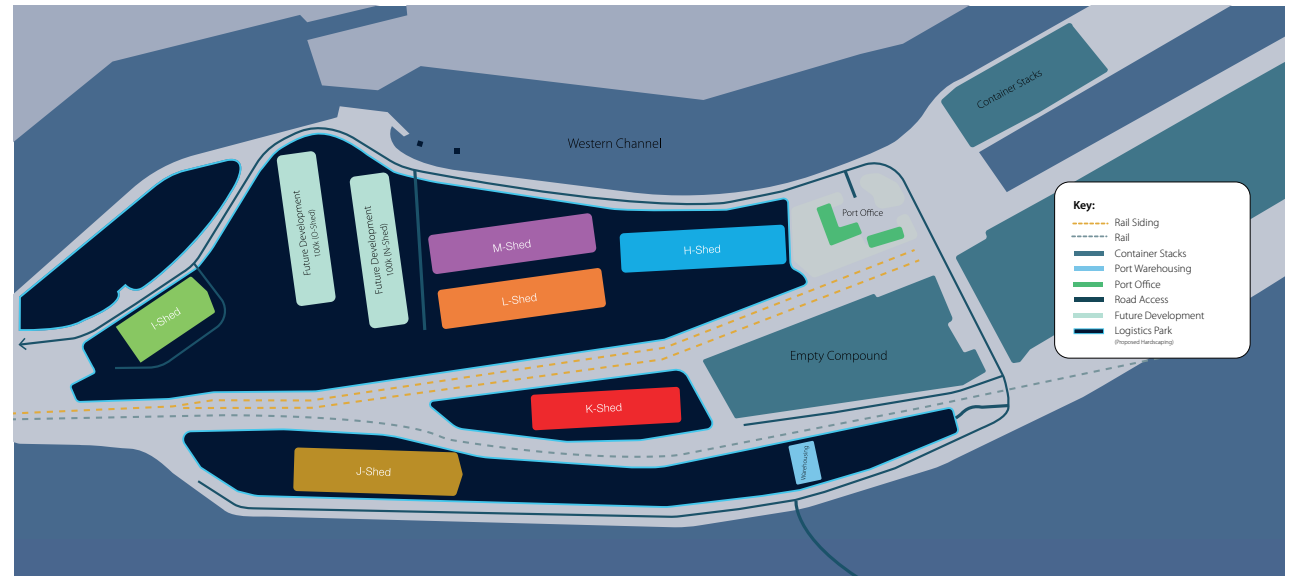 Container Stacks
Western Channel
Port Office
Future Development
100k (O-Shed)
Future Development
100k (N-Shed)
M-Shed
H-Shed
L-Shed
I-Shed
Empty Compound
K-Shed
J-Shed
Warehousing
Key:
Rail Siding
Rail
Container Stacks
Port Warehousing
Port Office
Road Access
Future Development
Logistics Park
(Proposed Hardscaping)